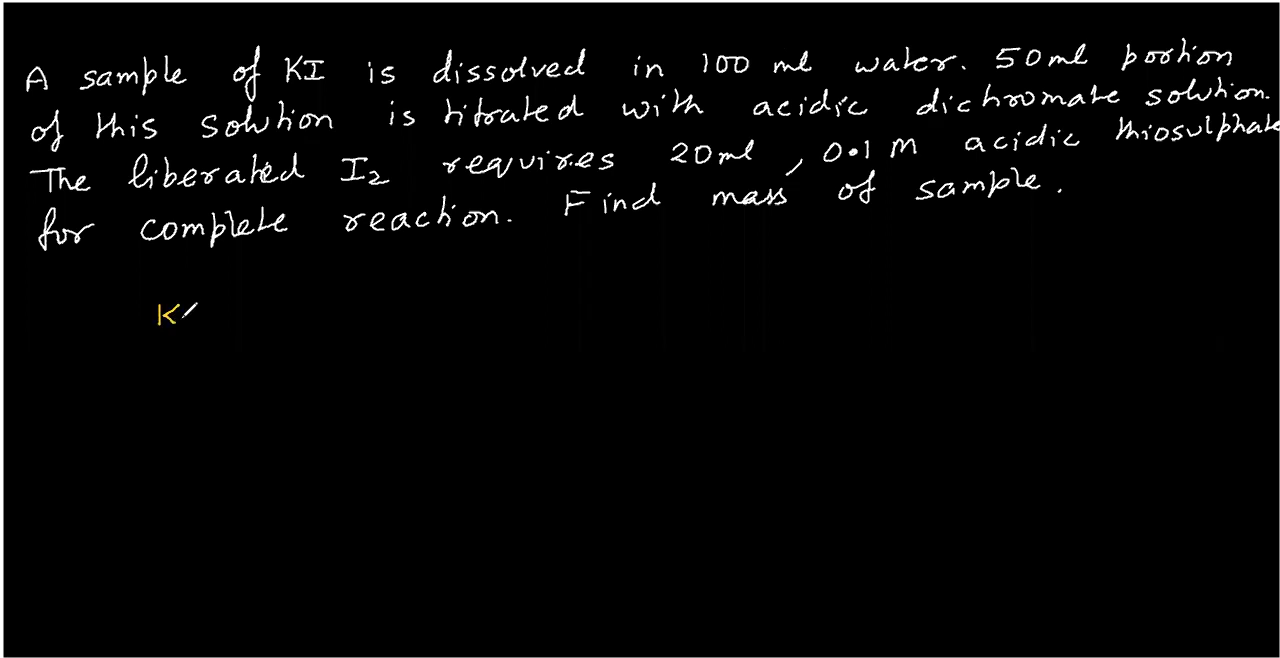 A sample of KI is dissolved in 100 ml water. 50ml portion
of this solution is titrated with acidic dichromate solution.
The liberated I₂ requires 20ml, 0.1 M acidic thiosulphate
for complete reaction. Find mass of sample.
K